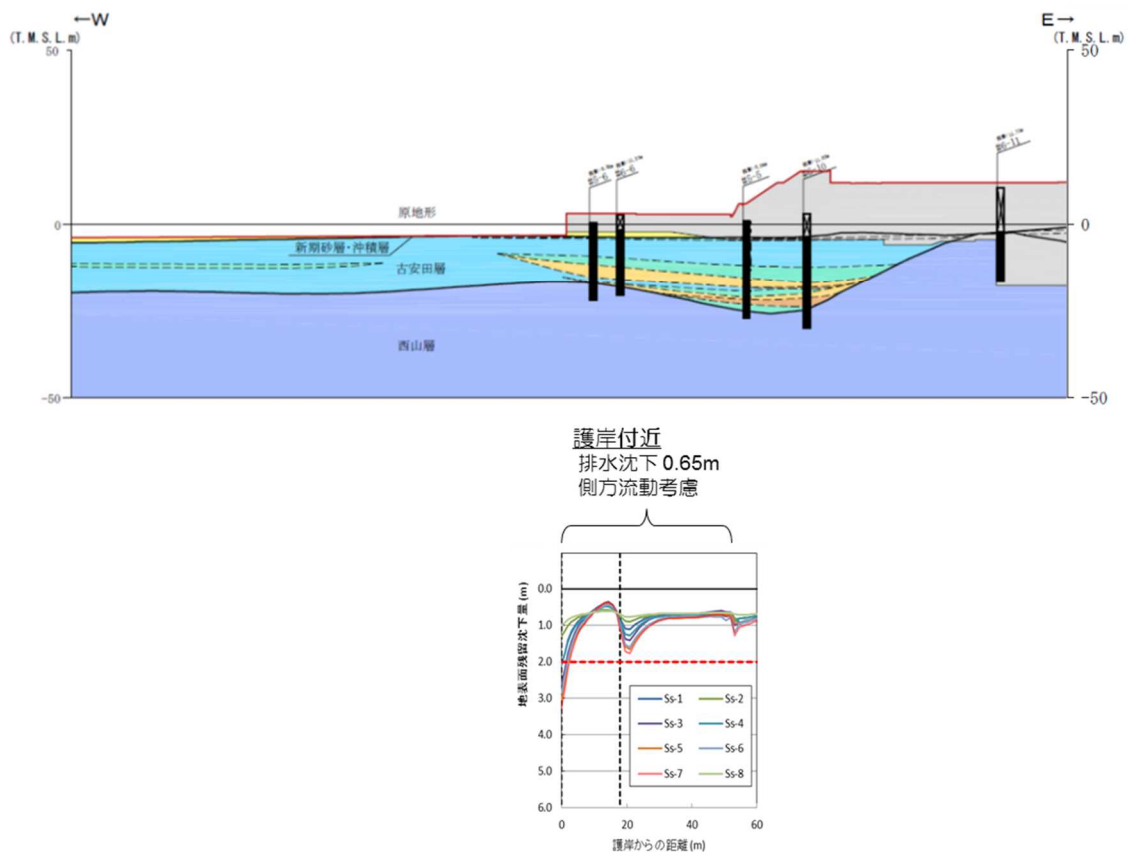 ←W
E→
(T. M. S. L. m)
(T. M. S. L. m)
50
50
原地形
0
0
新期砂層・沖積層
古安田層
西山層
-50
-50
護岸付近
排水沈下 0.65m
側方流動考慮
地表面残留沈下量(m)
0.0
1.0
2.0
3.0
4.0
5.0
6.0
Ss-1
Ss-2
Ss-3
Ss-4
Ss-5
Ss-6
Ss-7
Ss-8
0
20
40
60
護岸からの距離(m)